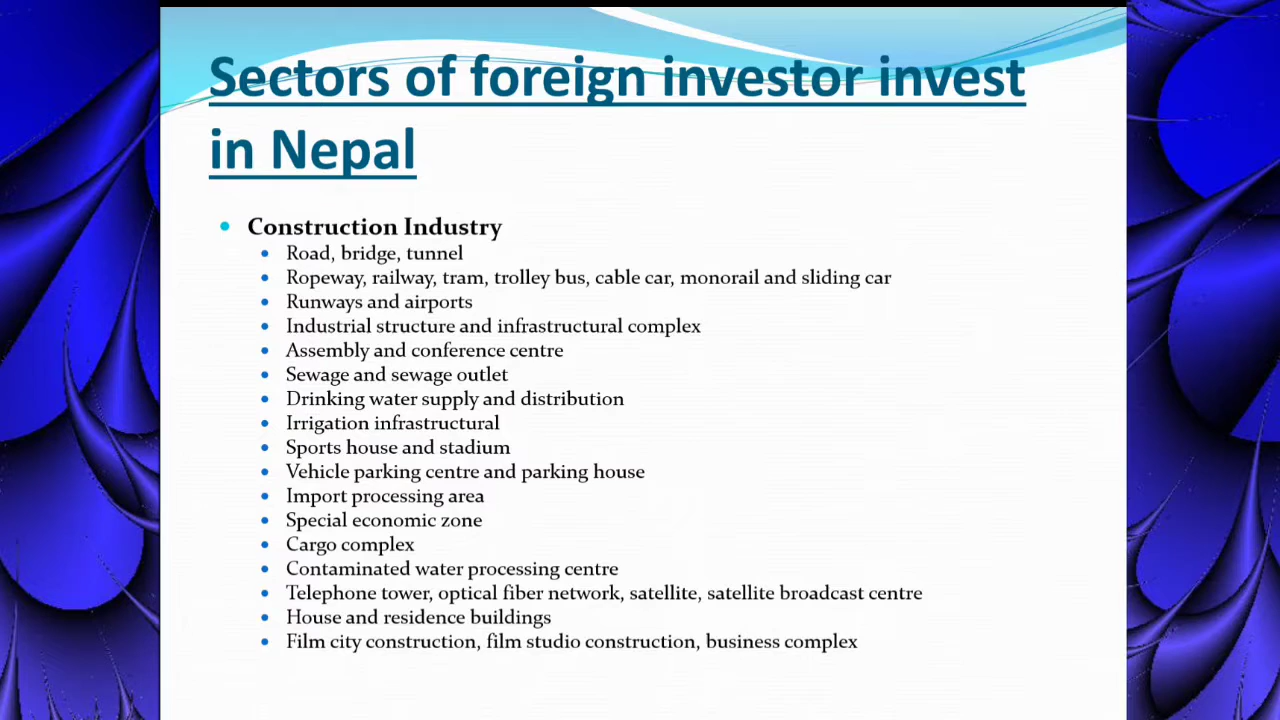 Sectors of foreign investor invest
in Nepal
Construction Industry
Road, bridge, tunnel
Ropeway, railway, tram, trolley bus, cable car, monorail and sliding car
Runways and airports
Industrial structure and infrastructural complex
Assembly and conference centre
Sewage and sewage outlet
Drinking water supply and distribution
Irrigation infrastructural
Sports house and stadium
Vehicle parking centre and parking house
Import processing area
Special economic zone
Cargo complex
Contaminated water processing centre
Telephone tower, optical fiber network, satellite, satellite broadcast centre
House and residence buildings
Film city construction, film studio construction, business complex